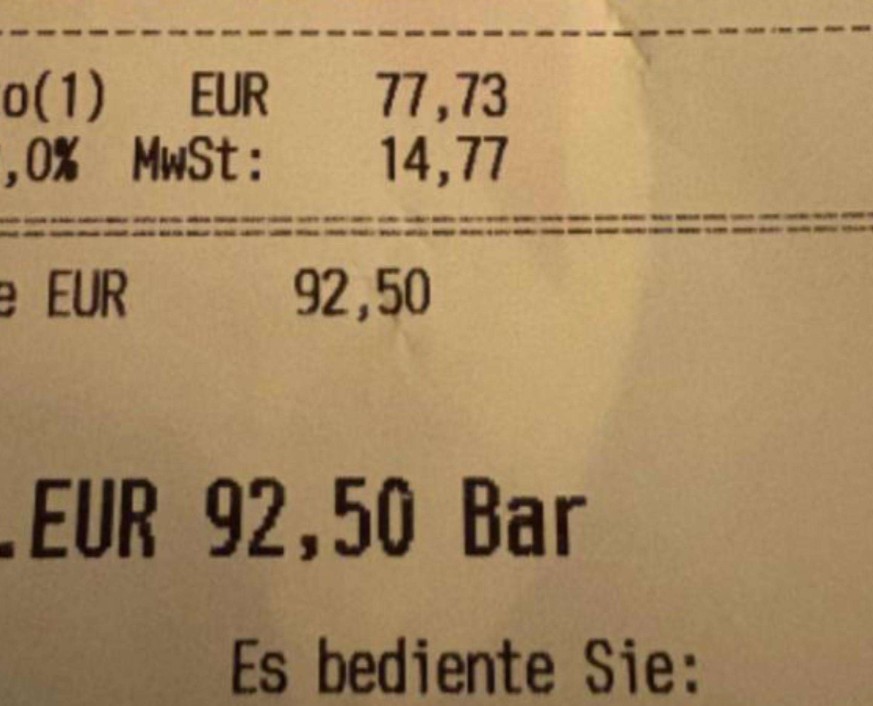 o(1) EUR 77,73
,0% MwSt: 14,77
e EUR 92,50
.EUR 92,50 Bar
Es bediente Sie: